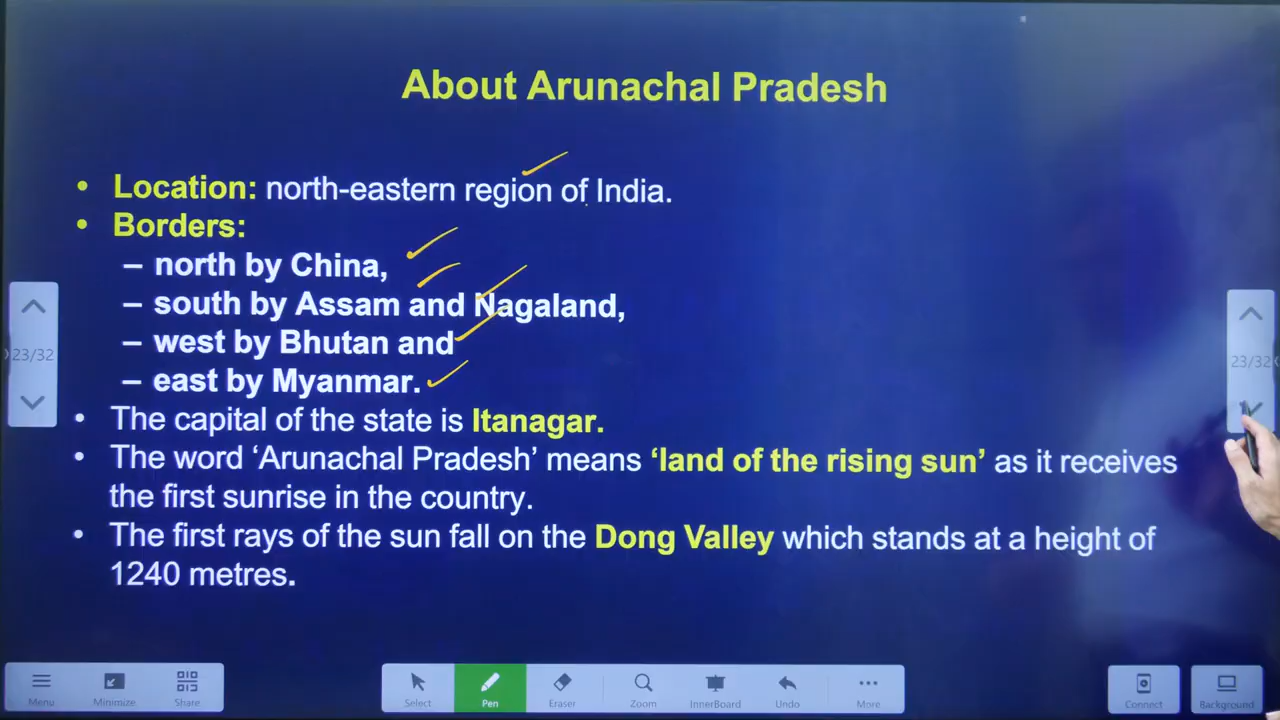 About Arunachal Pradesh
• Location: north-eastern region of India.
• Borders:
– north by China,
– south by Assam and Nagaland,
– west by Bhutan and
– east by Myanmar.
• The capital of the state is Itanagar.
• The word ‘Arunachal Pradesh’ means ‘land of the rising sun’ as it receives
the first sunrise in the country.
• The first rays of the sun fall on the Dong Valley which stands at a height of
1240 metres.
23/32
23/32
Menu Minimize Share Select Pen Eraser Zoom InnerBoard Undo More Connect Background